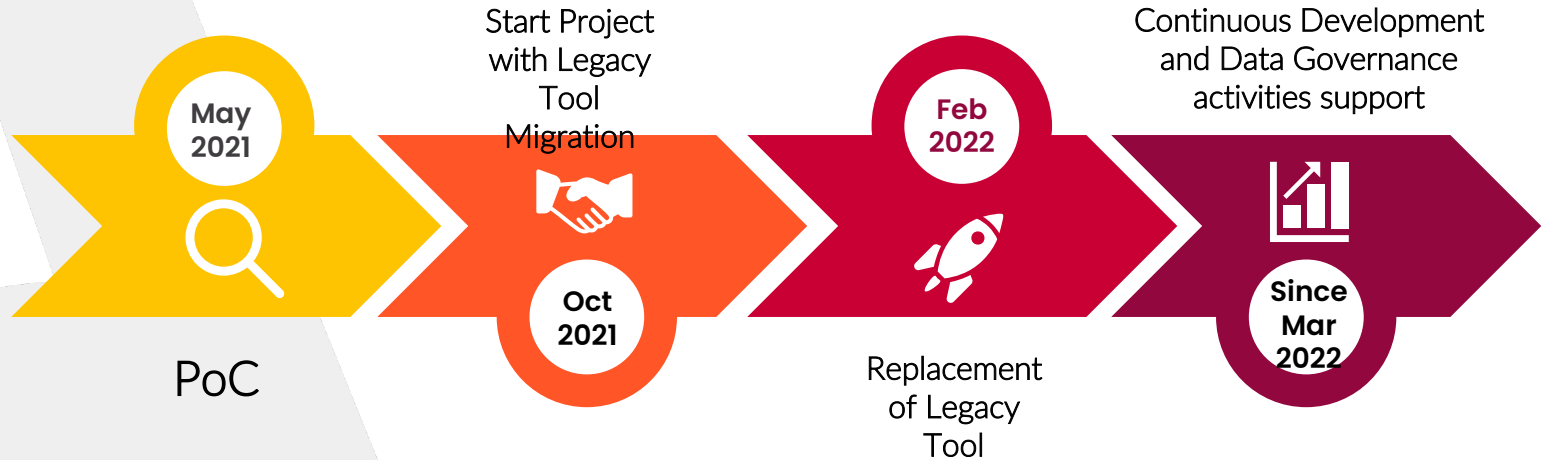 May
2021
PoC
Start Project
with Legacy
Tool
Migration
Oct
2021
Feb
2022
Replacement
of Legacy
Tool
Continuous Development
and Data Governance
activities support
Since
Mar
2022